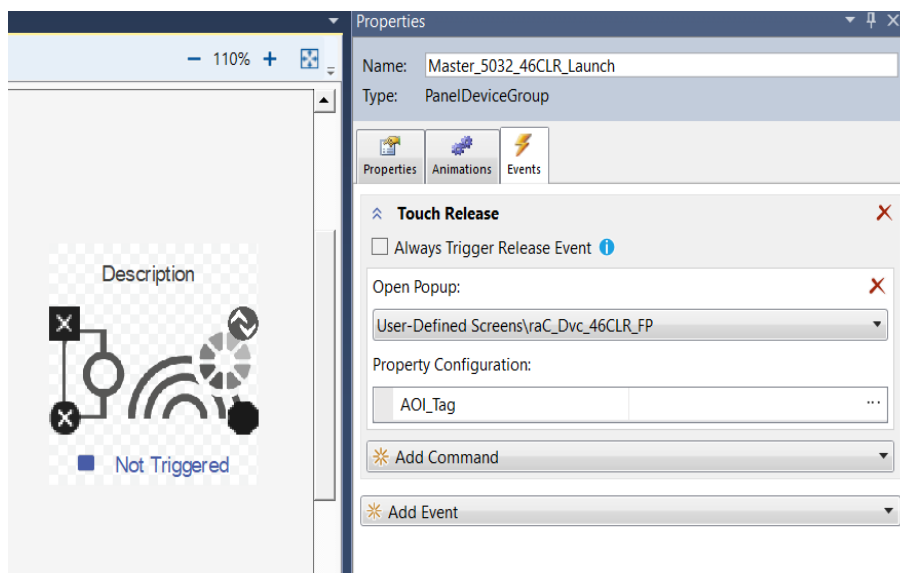 Properties
110%
Name: Master_5032_46CLR_Launch
Type: PanelDeviceGroup
Properties Animations Events
Touch Release
Always Trigger Release Event
Description
Open Popup:
User-Defined Screens\raC_Dvc_46CLR_FP
Property Configuration:
AOI_Tag ...
Not Triggered
Add Command
Add Event